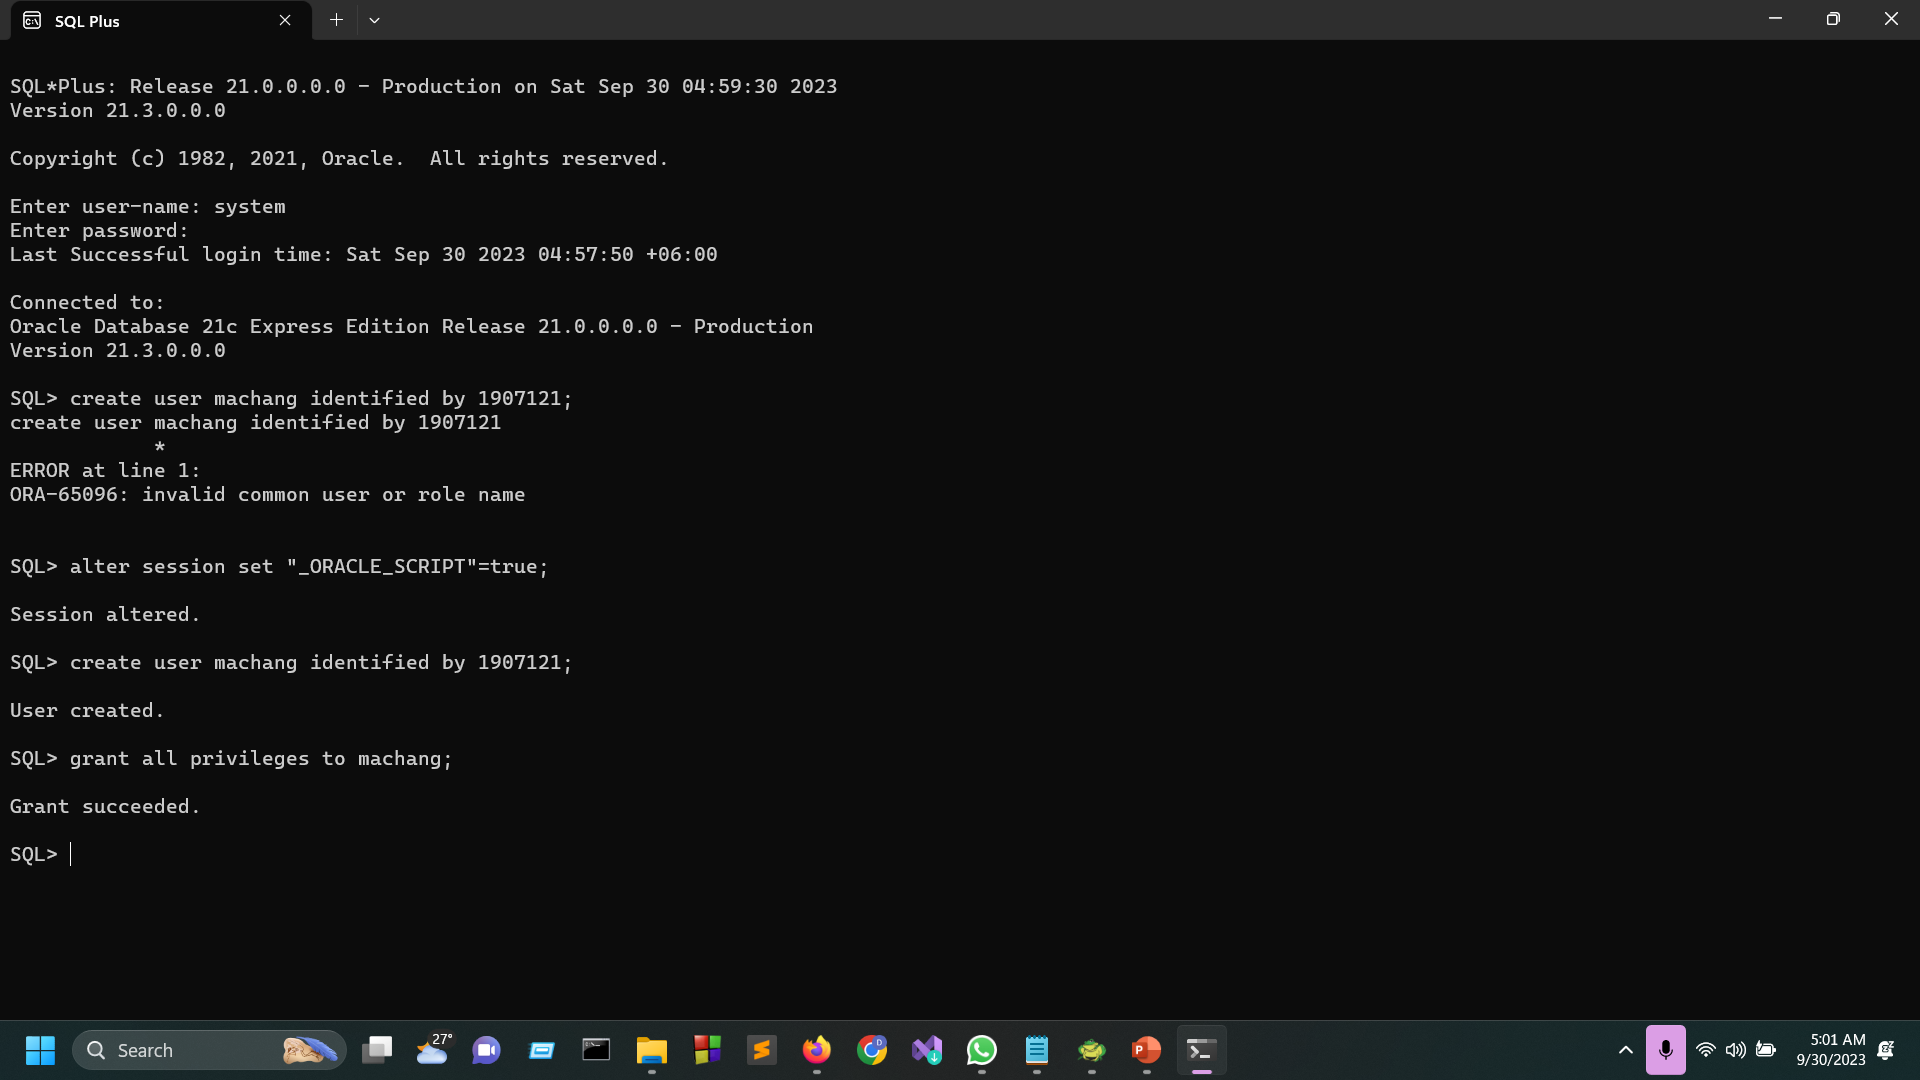 SQL Plus
SQL*Plus: Release 21.0.0.0.0 - Production on Sat Sep 30 04:59:30 2023
Version 21.3.0.0.0
Copyright (c) 1982, 2021, Oracle.  All rights reserved.
Enter user-name: system
Enter password:
Last Successful login time: Sat Sep 30 2023 04:57:50 +06:00
Connected to:
Oracle Database 21c Express Edition Release 21.0.0.0.0 - Production
Version 21.3.0.0.0
SQL> create user machang identified by 1907121;
create user machang identified by 1907121
*
ERROR at line 1:
ORA-65096: invalid common user or role name
SQL> alter session set "_ORACLE_SCRIPT"=true;
Session altered.
SQL> create user machang identified by 1907121;
User created.
SQL> grant all privileges to machang;
Grant succeeded.
SQL>
Search
27°
5:01 AM
9/30/2023